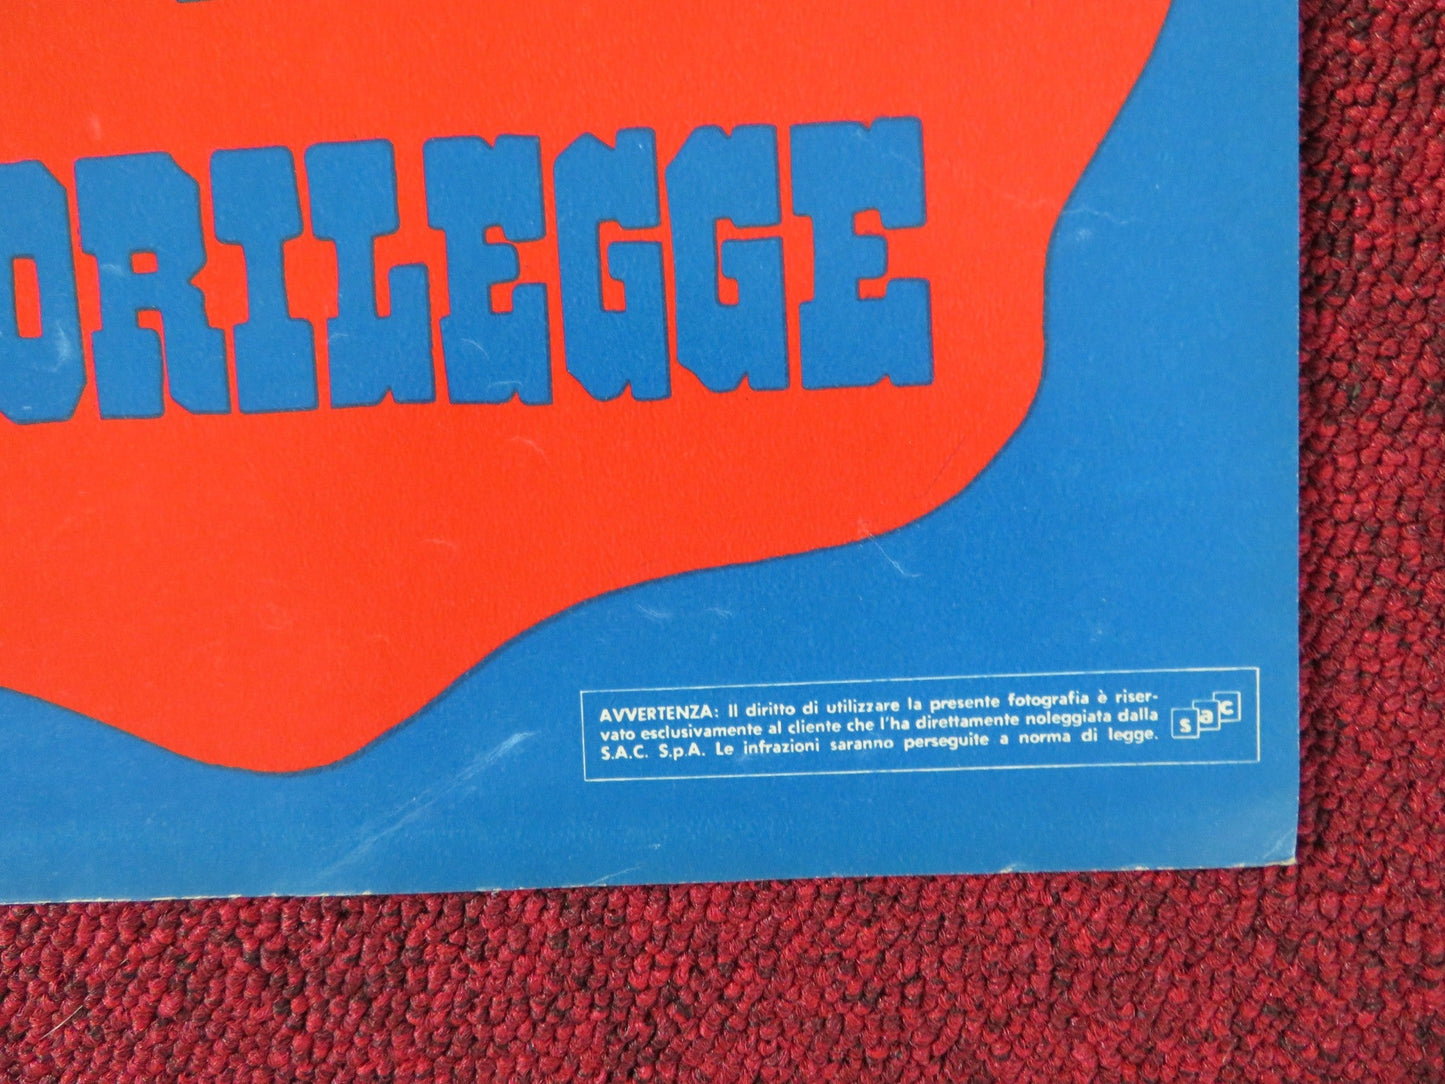 ORILEGGE
AVVERTENZA: Il diritto di utilizzare la presente fotografia è riser-
vato esclusivamente al cliente che l'ha direttamente noleggiata dalla
S.A.C. S.p.A. Le infrazioni saranno perseguite a norma di legge.
sac